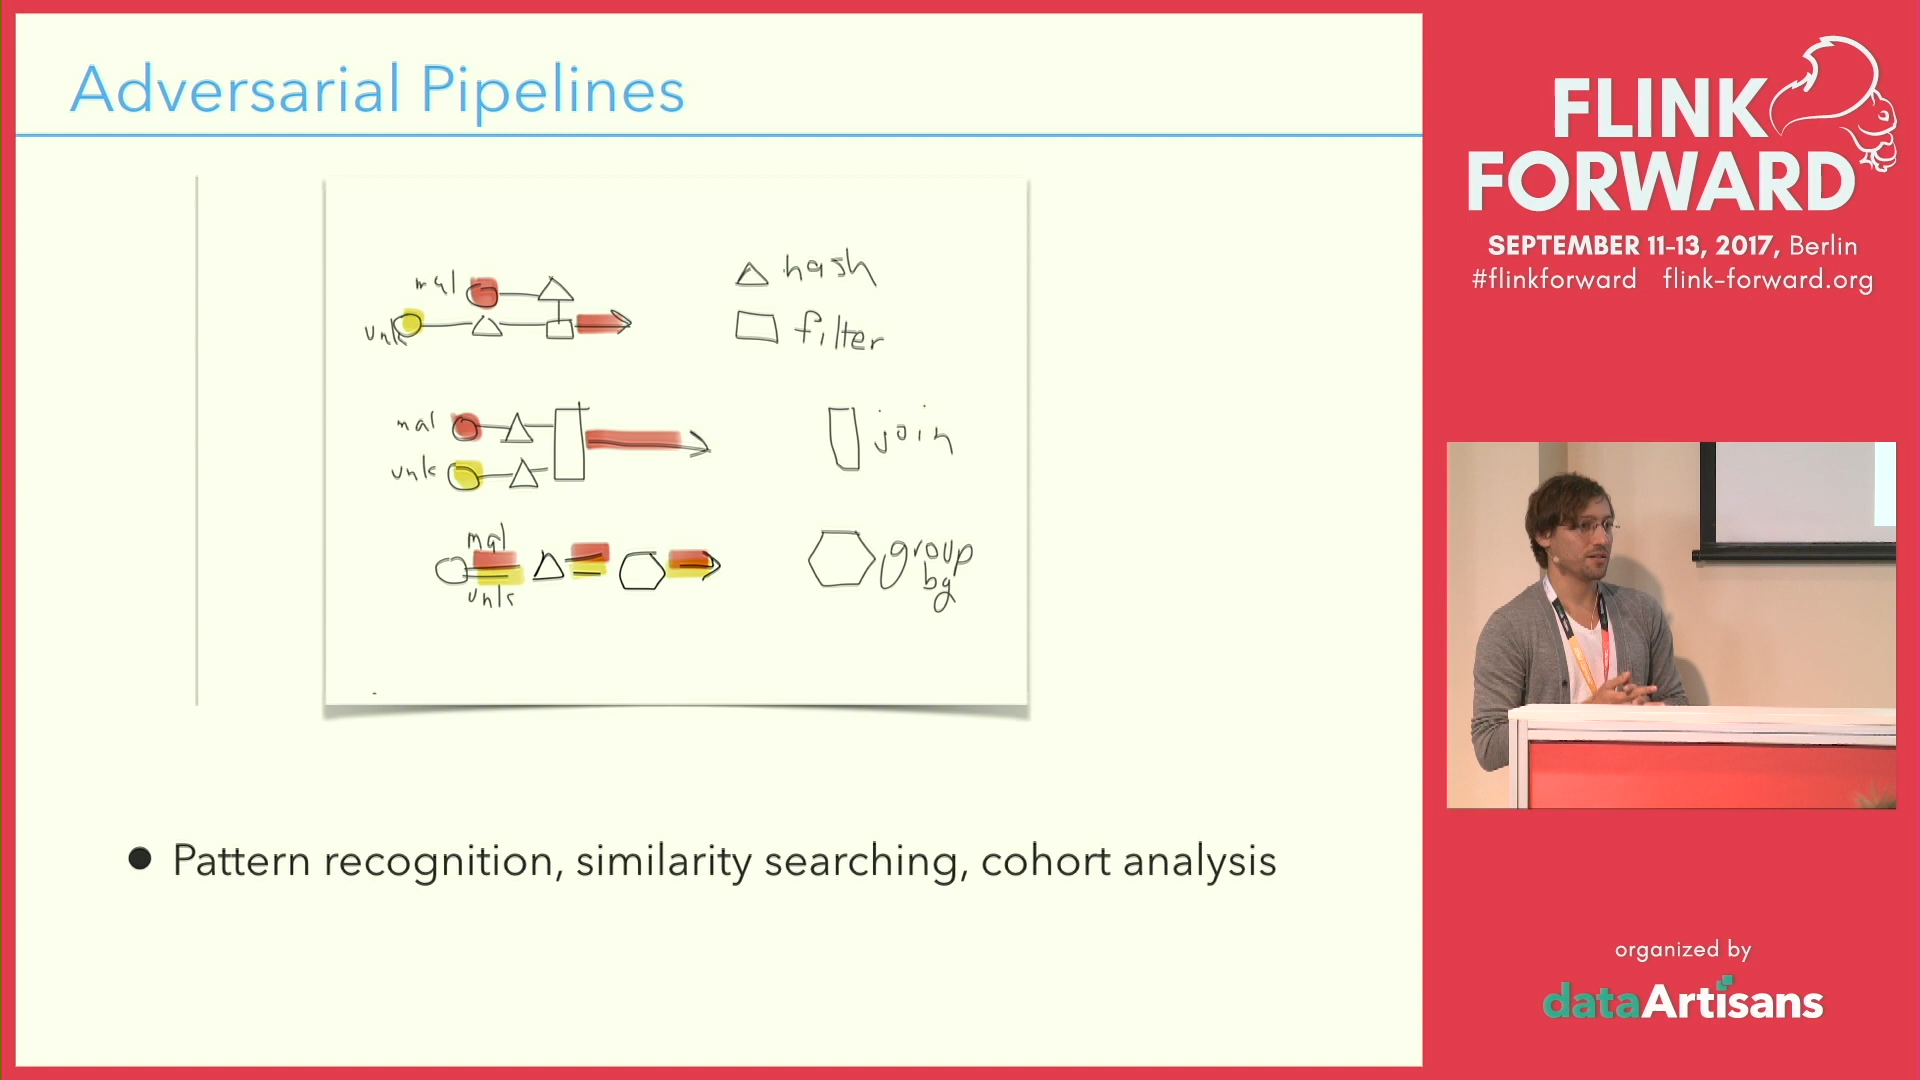 Adversarial Pipelines
mal
unk
hash
filter
mal
unk
join
mal
unk
group
by
● Pattern recognition, similarity searching, cohort analysis
FLINK
FORWARD
SEPTEMBER 11-13, 2017, Berlin
#flinkforward flink-forward.org
organized by
dataArtisans